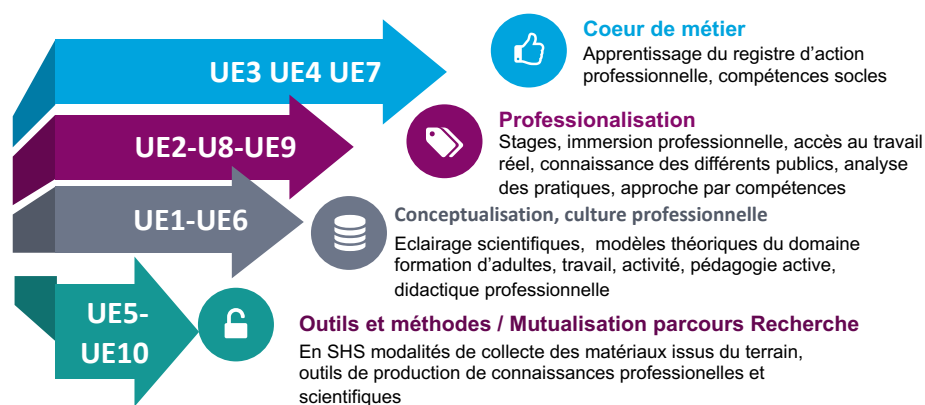 UE3 UE4 UE7
Coeur de métier
Apprentissage du registre d'action
professionnelle, compétences socles
UE2-U8-UE9
Professionalisation
Stages, immersion professionnelle, accès au travail
réel, connaissance des différents publics, analyse
des pratiques, approche par compétences
UE1-UE6
Conceptualisation, culture professionnelle
Eclairage scientifiques, modèles théoriques du domaine
formation d'adultes, travail, activité, pédagogie active,
didactique professionnelle
UE5-
UE10
Outils et méthodes / Mutualisation parcours Recherche
En SHS modalités de collecte des matériaux issus du terrain,
outils de production de connaissances professionelles et
scientifiques